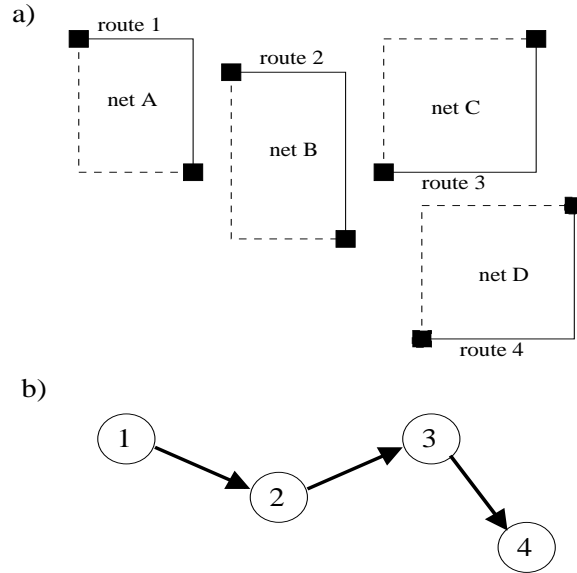 a)
route 1
route 2
net A
net B
net C
route 3
net D
route 4
b)
1
2
3
4